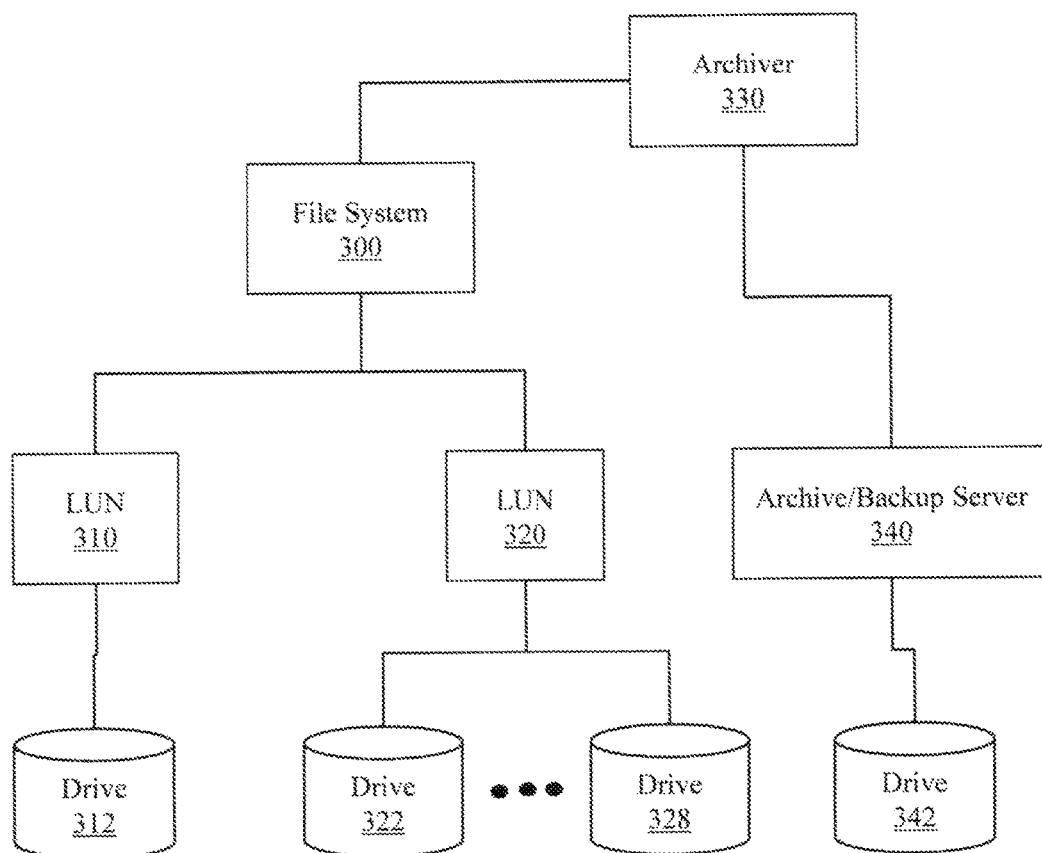 Archiver
330
File System
300
LUN
310
LUN
320
Archive/Backup Server
340
Drive
312
Drive
322
Drive
328
Drive
342